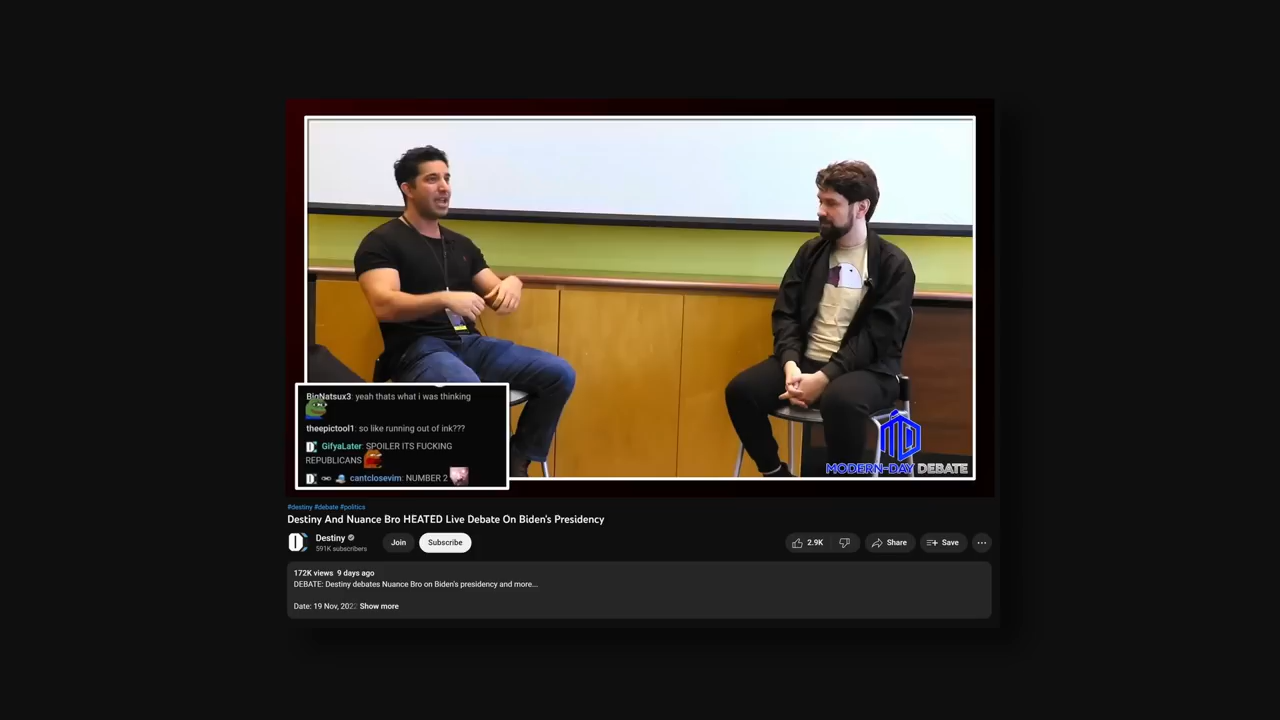 BigNatsux3: yeah thats what i was thinking
theepictool1: so like running out of ink???
GifyaLater: SPOILER ITS FUCKING
REPUBLICANS
cantclosevim: NUMBER 2
MODERN-DAY DEBATE
#destiny #debate #politics
Destiny And Nuance Bro HEATED Live Debate On Biden's Presidency
Destiny
591K subscribers
Join
Subscribe
2.9K
Share
Save
172K views 9 days ago
DEBATE: Destiny debates Nuance Bro on Biden's presidency and more...
Date: 19 Nov, Show more